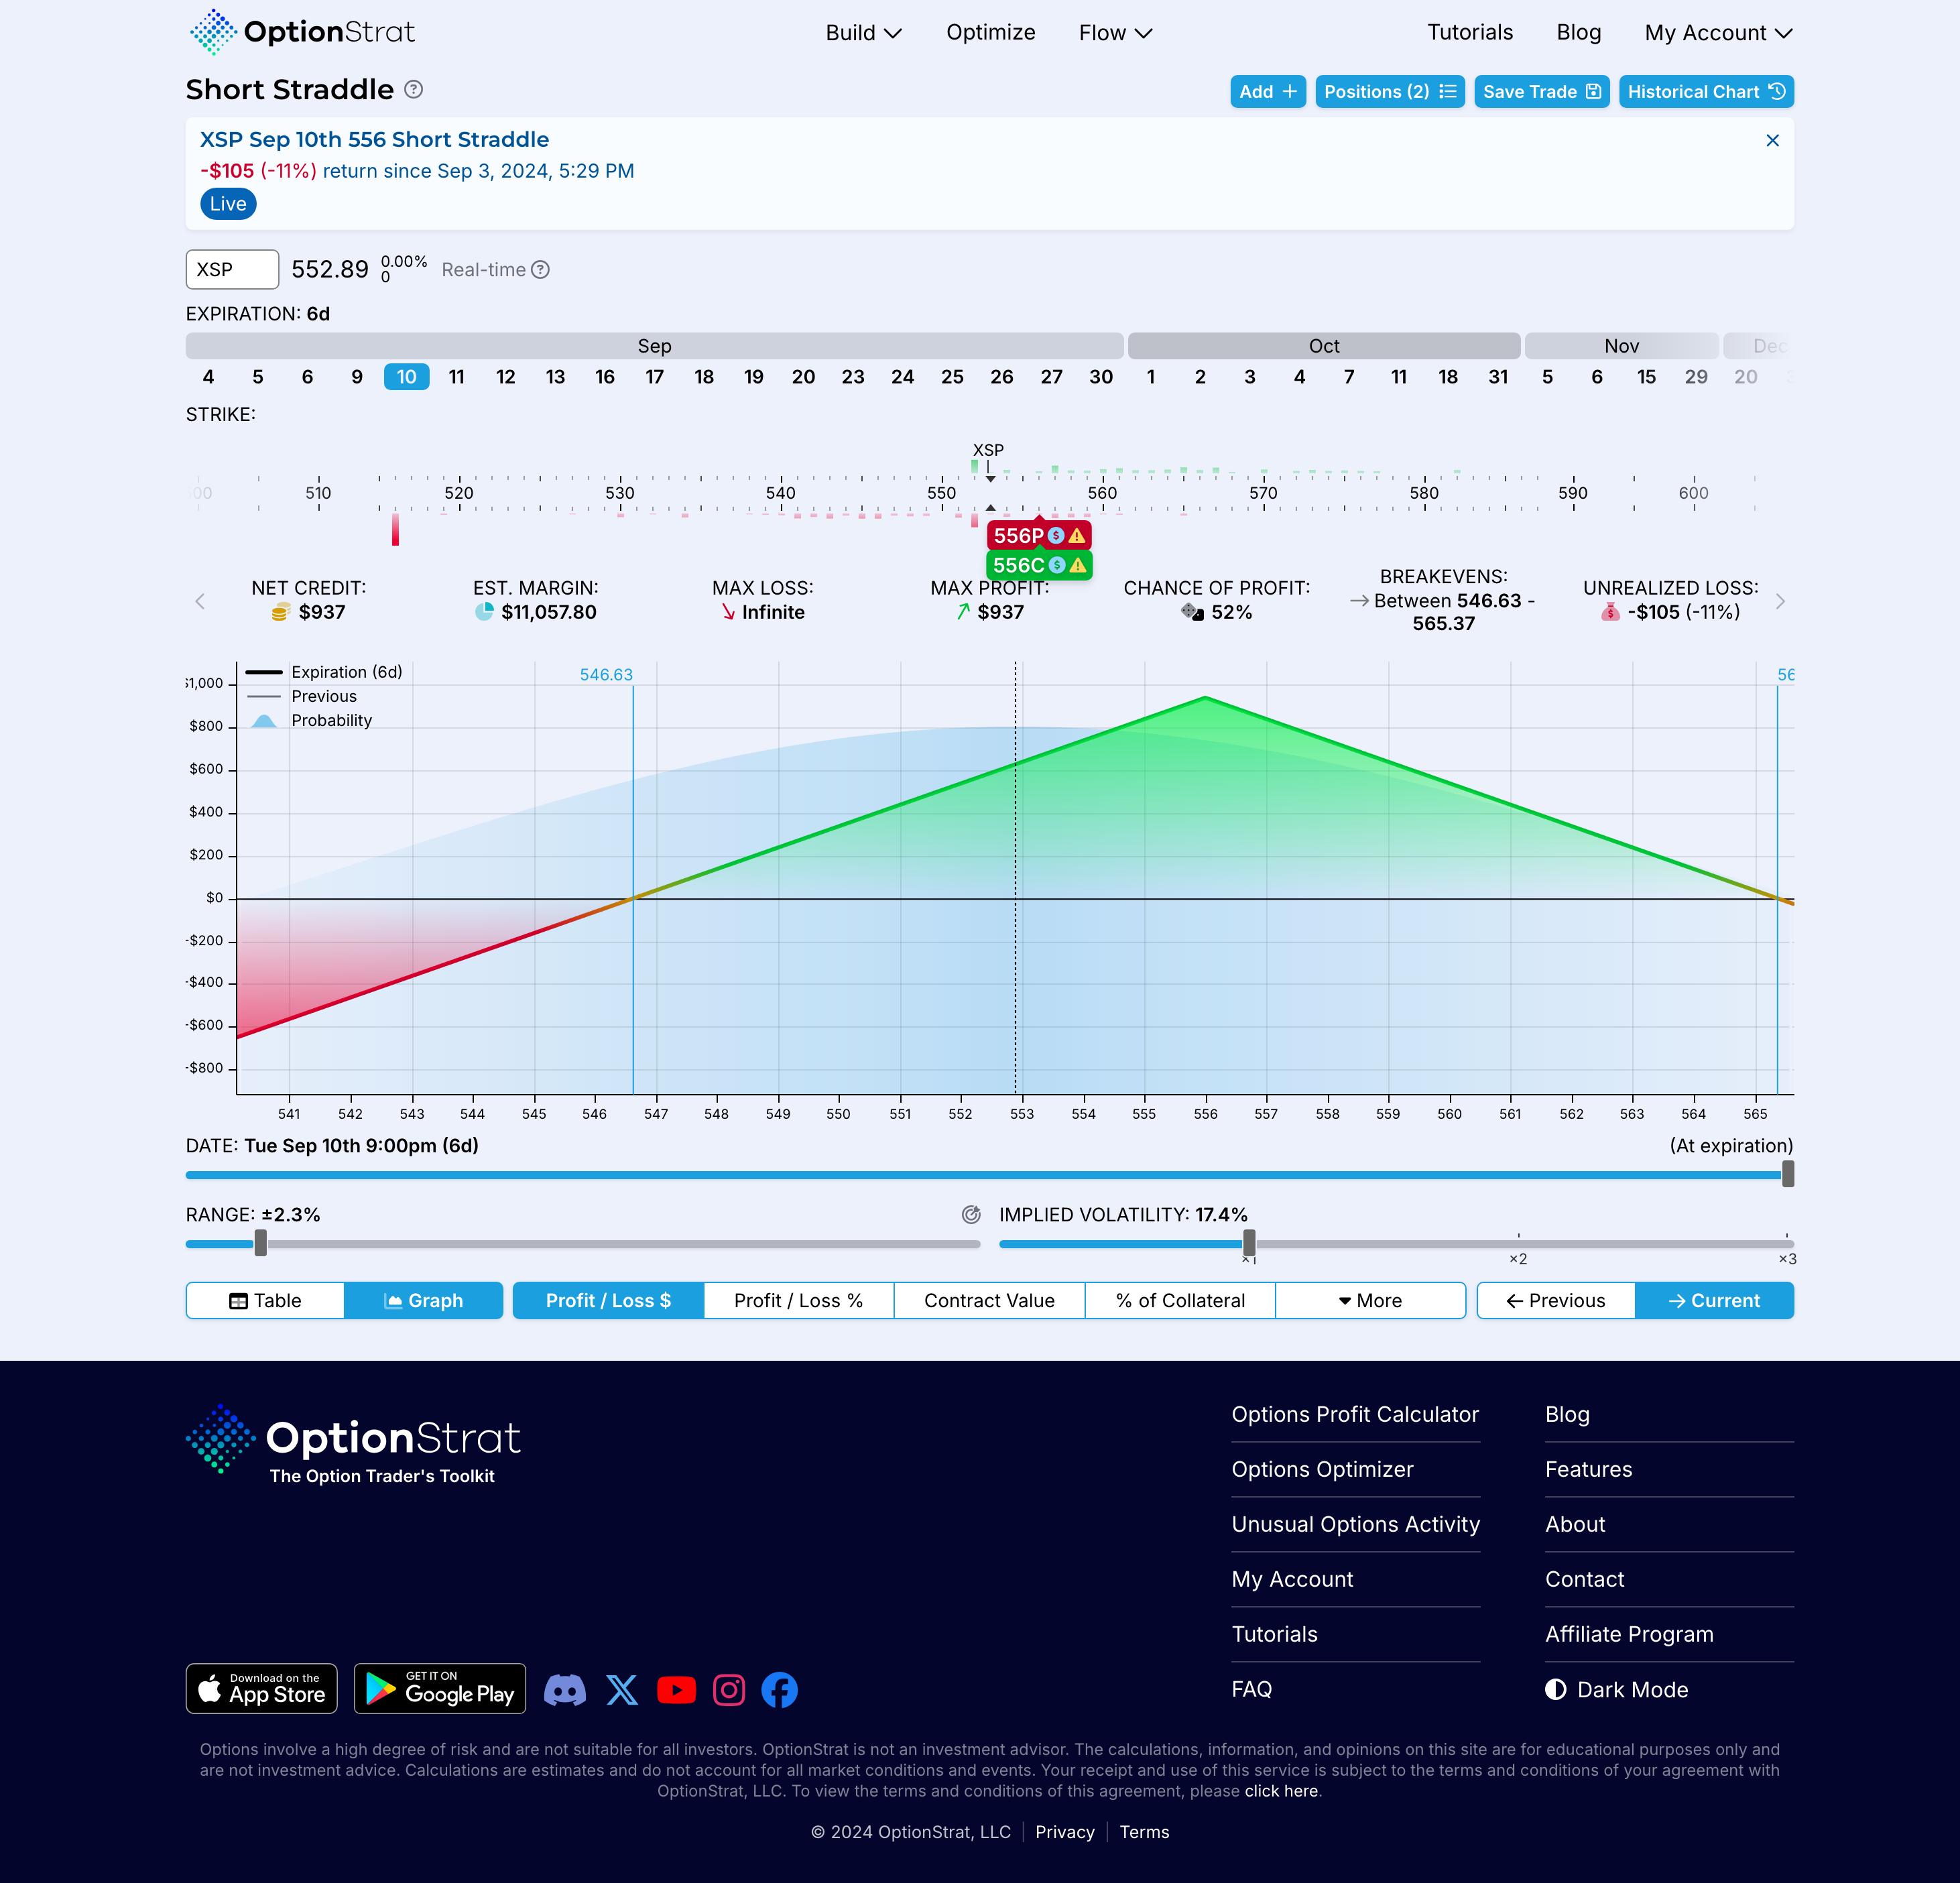 OptionStrat
Build Optimize Flow Tutorials Blog My Account
Short Straddle ?
Add + Positions (2) Save Trade Historical Chart
XSP Sep 10th 556 Short Straddle
-$105 (-11%) return since Sep 3, 2024, 5:29 PM
Live
XSP 552.89 0.00% Real-time ?
0
EXPIRATION: 6d
Sep Oct Nov Dec
4 5 6 9 10 11 12 13 16 17 18 19 20 23 24 25 26 27 30 1 2 3 4 7 11 18 31 5 6 15 29 20
STRIKE:
XSP
510 520 530 540 550 560 570 580 590 600
556P
556C
NET CREDIT: EST. MARGIN: MAX LOSS: MAX PROFIT: CHANCE OF PROFIT: BREAKEVENS: UNREALIZED LOSS:
$937 $11,057.80 Infinite $937 52% Between 546.63 - -$105 (-11%)
565.37
Expiration (6d)
Previous
Probability
546.63 56
$1,000
$800
$600
$400
$200
$0
-$200
-$400
-$600
-$800
541 542 543 544 545 546 547 548 549 550 551 552 553 554 555 556 557 558 559 560 561 562 563 564 565
DATE: Tue Sep 10th 9:00pm (6d) (At expiration)
RANGE: ±2.3% IMPLIED VOLATILITY: 17.4%
×1 ×2 ×3
Table Graph Profit / Loss $ Profit / Loss % Contract Value % of Collateral More Previous Current
OptionStrat
The Option Trader's Toolkit
Options Profit Calculator Blog
Options Optimizer Features
Unusual Options Activity About
My Account Contact
Tutorials Affiliate Program
FAQ Dark Mode
Download on the App Store
GET IT ON Google Play
Options involve a high degree of risk and are not suitable for all investors. OptionStrat is not an investment advisor. The calculations, information, and opinions on this site are for educational purposes only and
are not investment advice. Calculations are estimates and do not account for all market conditions and events. Your receipt and use of this service is subject to the terms and conditions of your agreement with
OptionStrat, LLC. To view the terms and conditions of this agreement, please click here.
© 2024 OptionStrat, LLC Privacy Terms